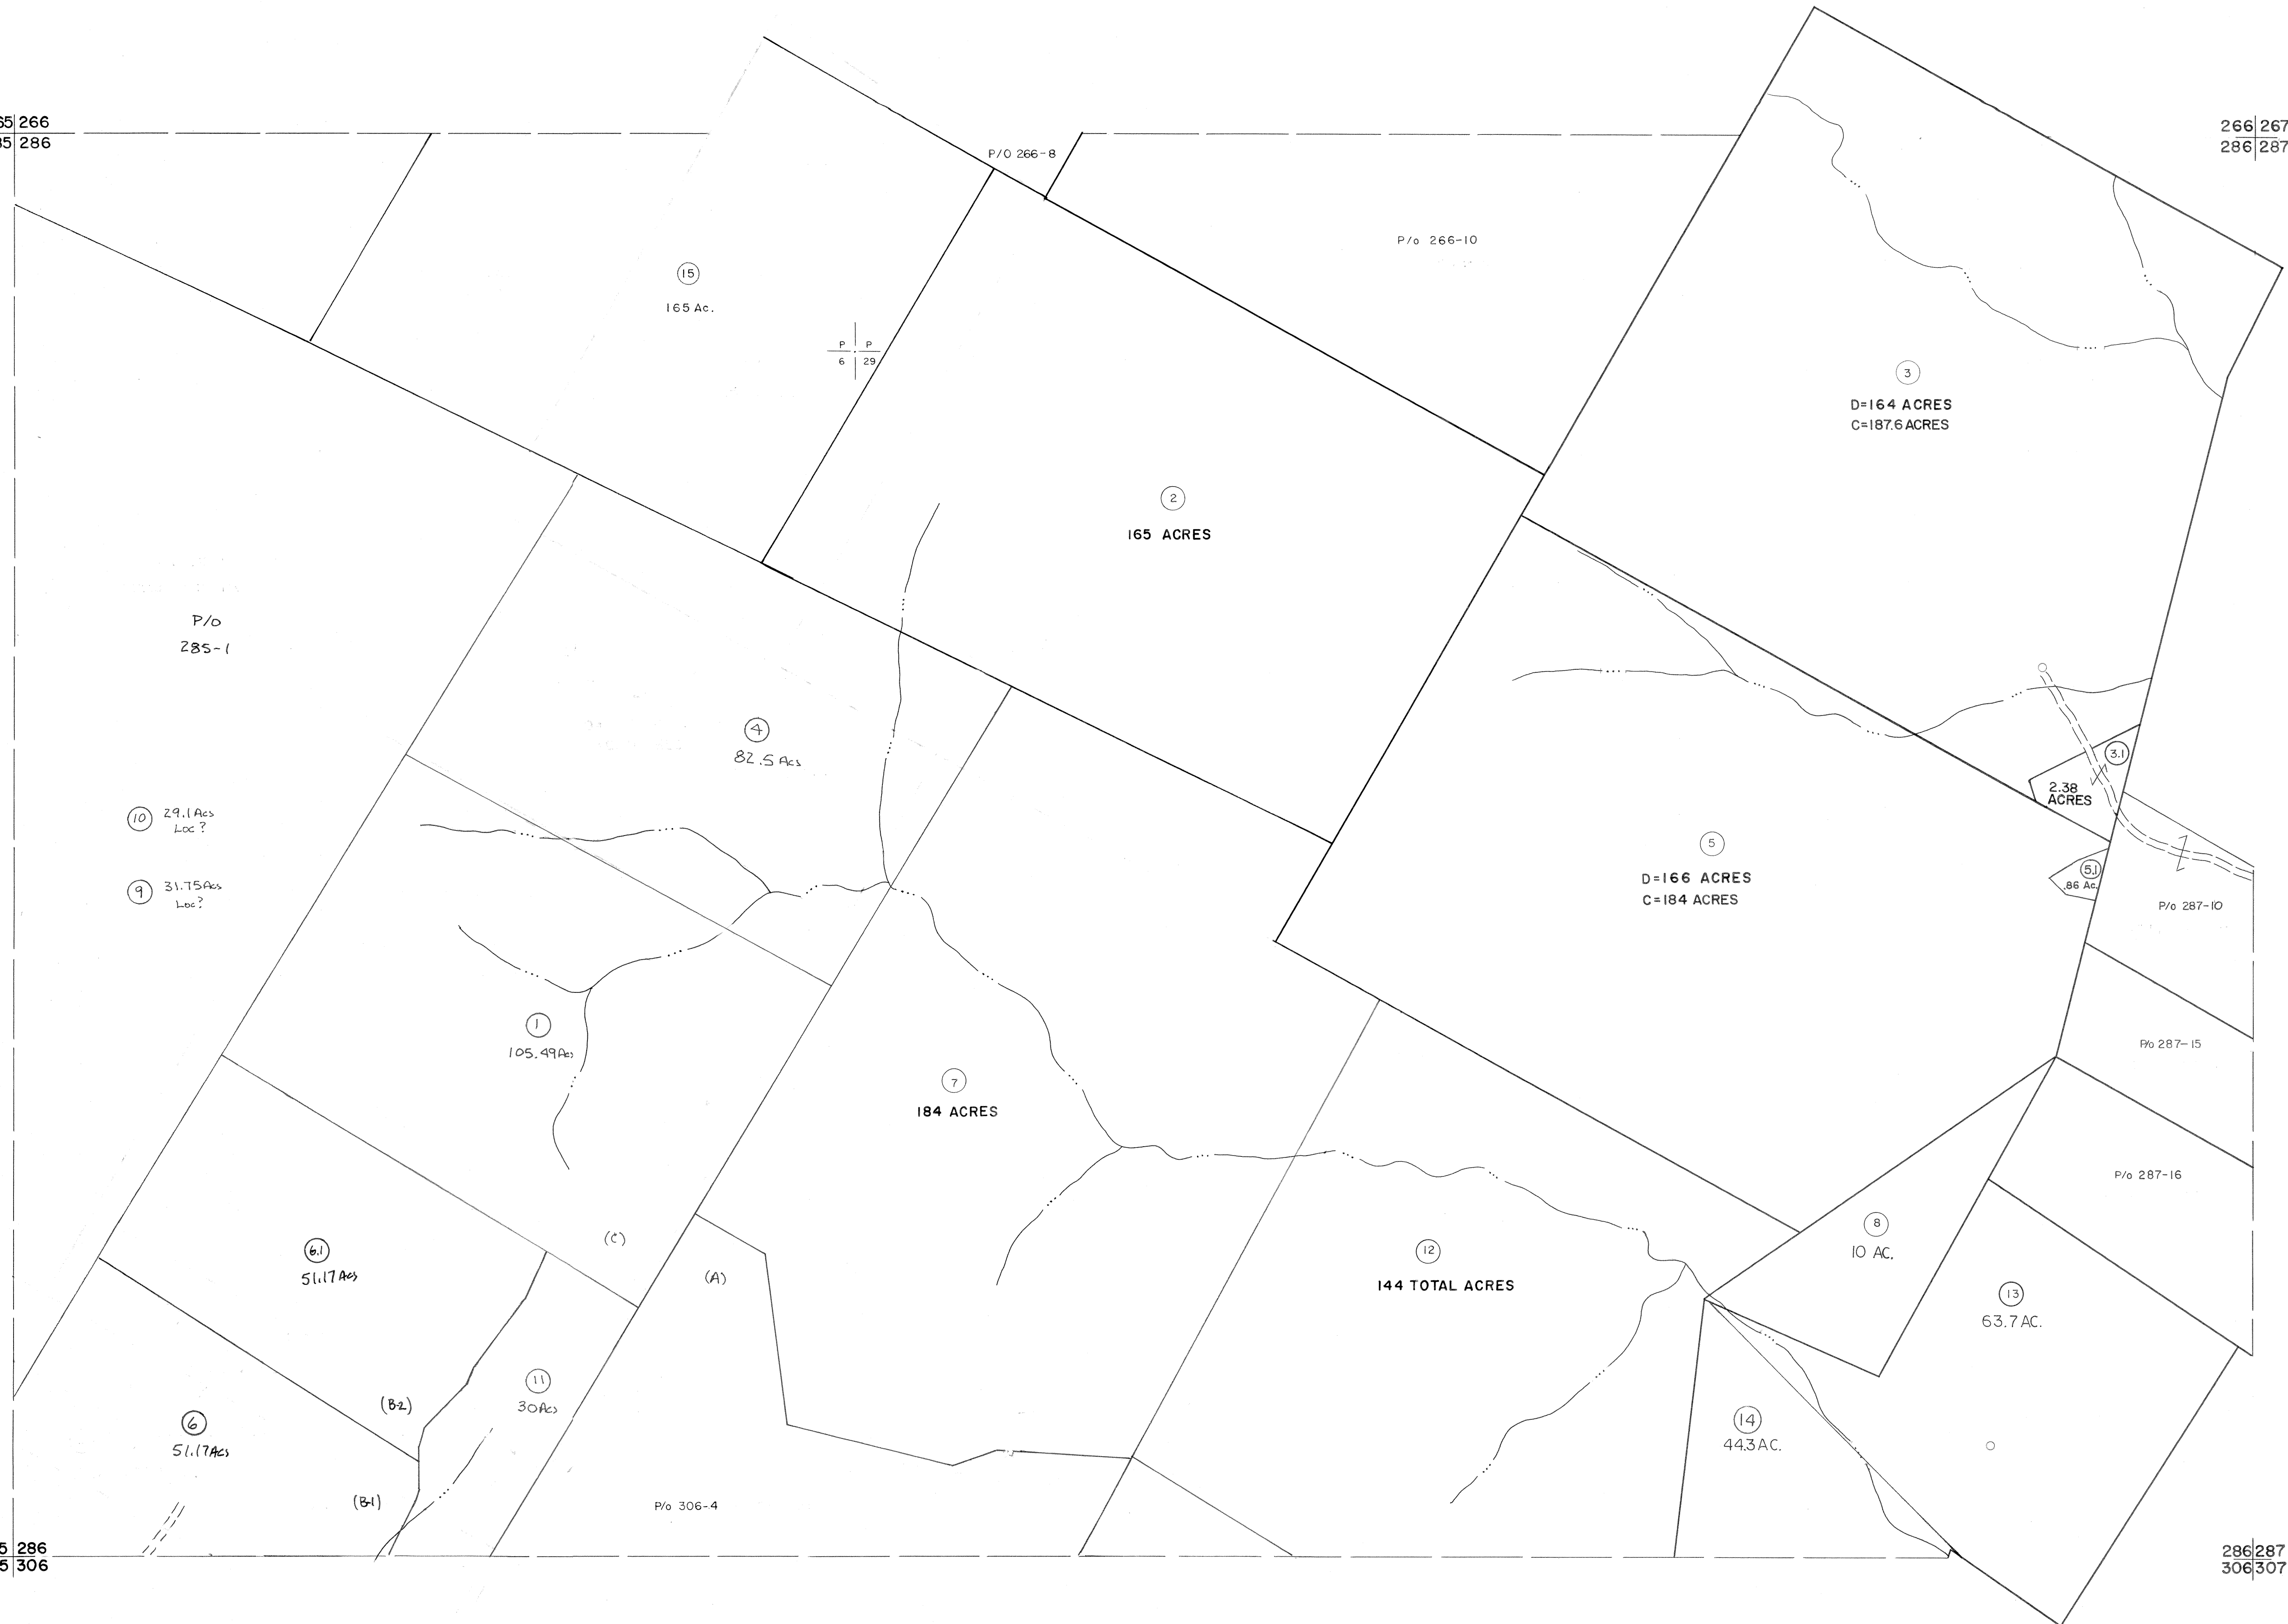 65 266
85 286
266 267
286 287
P/O 266-8
P/o 266-10
15
165 Ac.
P P
6 29
3
D=164 ACRES
C=187.6 ACRES
2
165 ACRES
P/o
285-1
4
82.5 Acs
3.1
2.38
ACRES
10 29.1 Acs
Loc?
9 31.75 Acs
Loc?
5
D=166 ACRES
C=184 ACRES
5.1
.86 Ac.
P/o 287-10
1
105.49 Acs
P/o 287-15
7
184 ACRES
P/o 287-16
8
10 AC.
(C)
6.1
51.17 Acs
(A)
12
144 TOTAL ACRES
13
63.7 AC.
11
30 Acs
(B-2)
6
51.17 Acs
14
44.3 AC.
(B-1)
P/o 306-4
5 286
5 306
286 287
306 307